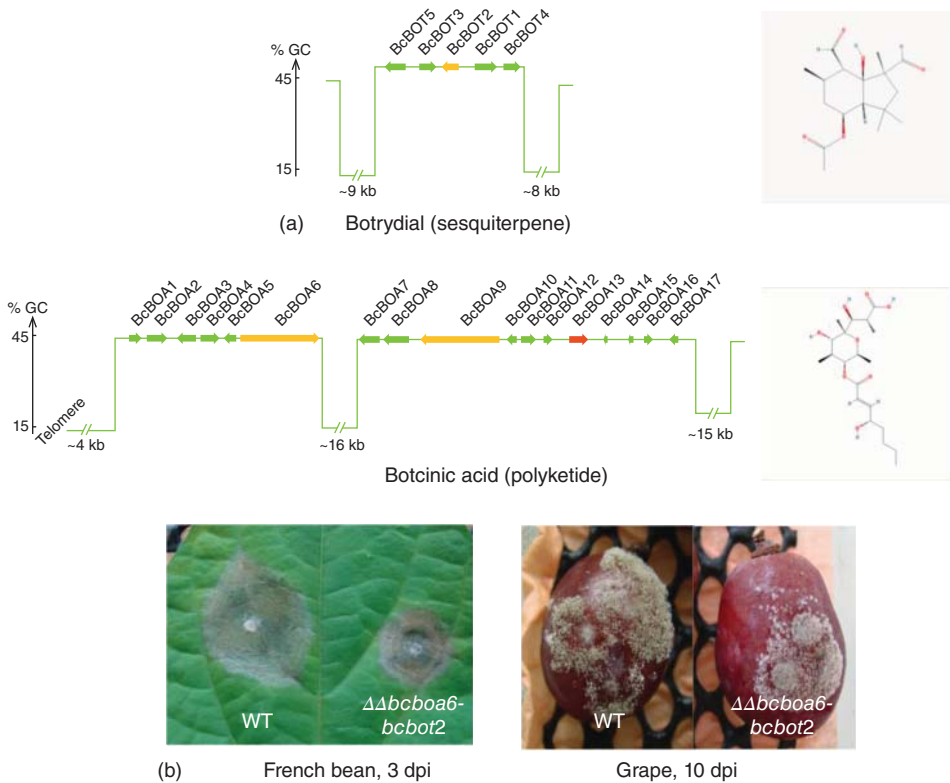 BcBOT5 BcBOT3 BcBOT2 BcBOT1 BcBOT4
% GC
45
15
~9 kb ~8 kb
(a) Botrydial (sesquiterpene)
BcBOA1 BcBOA2 BcBOA3 BcBOA4 BcBOA5 BcBOA6 BcBOA7 BcBOA8 BcBOA9 BcBOA10 BcBOA11 BcBOA12 BcBOA13 BcBOA14 BcBOA15 BcBOA16 BcBOA17
% GC
45
15
Telomere
~4 kb ~16 kb ~15 kb
Botcinic acid (polyketide)
WT ΔΔbcboa6-
bcbot2
WT ΔΔbcboa6-
bcbot2
(b) French bean, 3 dpi Grape, 10 dpi